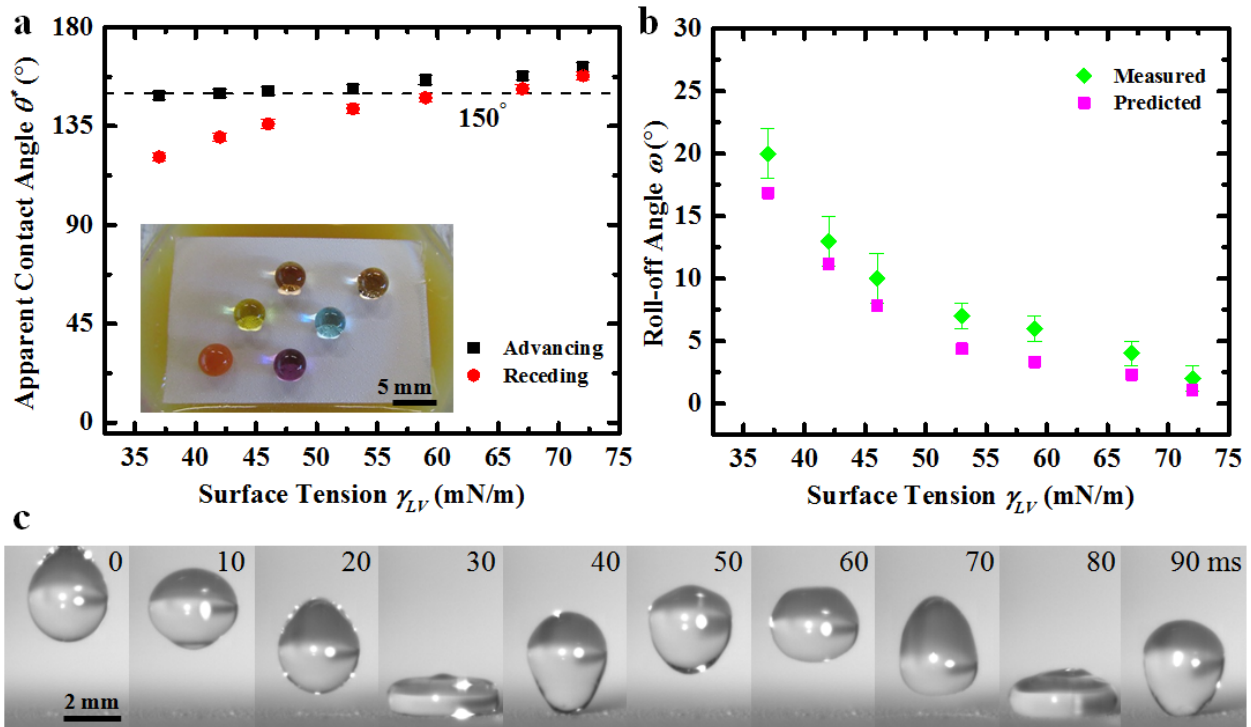 a
180
135
90
45
0
Apparent Contact Angle θ* (°)
150°
Advancing
Receding
5 mm
35 40 45 50 55 60 65 70 75
Surface Tension γLV (mN/m)
b
30
25
20
15
10
5
0
Roll-off Angle ω (°)
Measured
Predicted
35 40 45 50 55 60 65 70 75
Surface Tension γLV (mN/m)
c
0 10 20 30 40 50 60 70 80 90 ms
2 mm